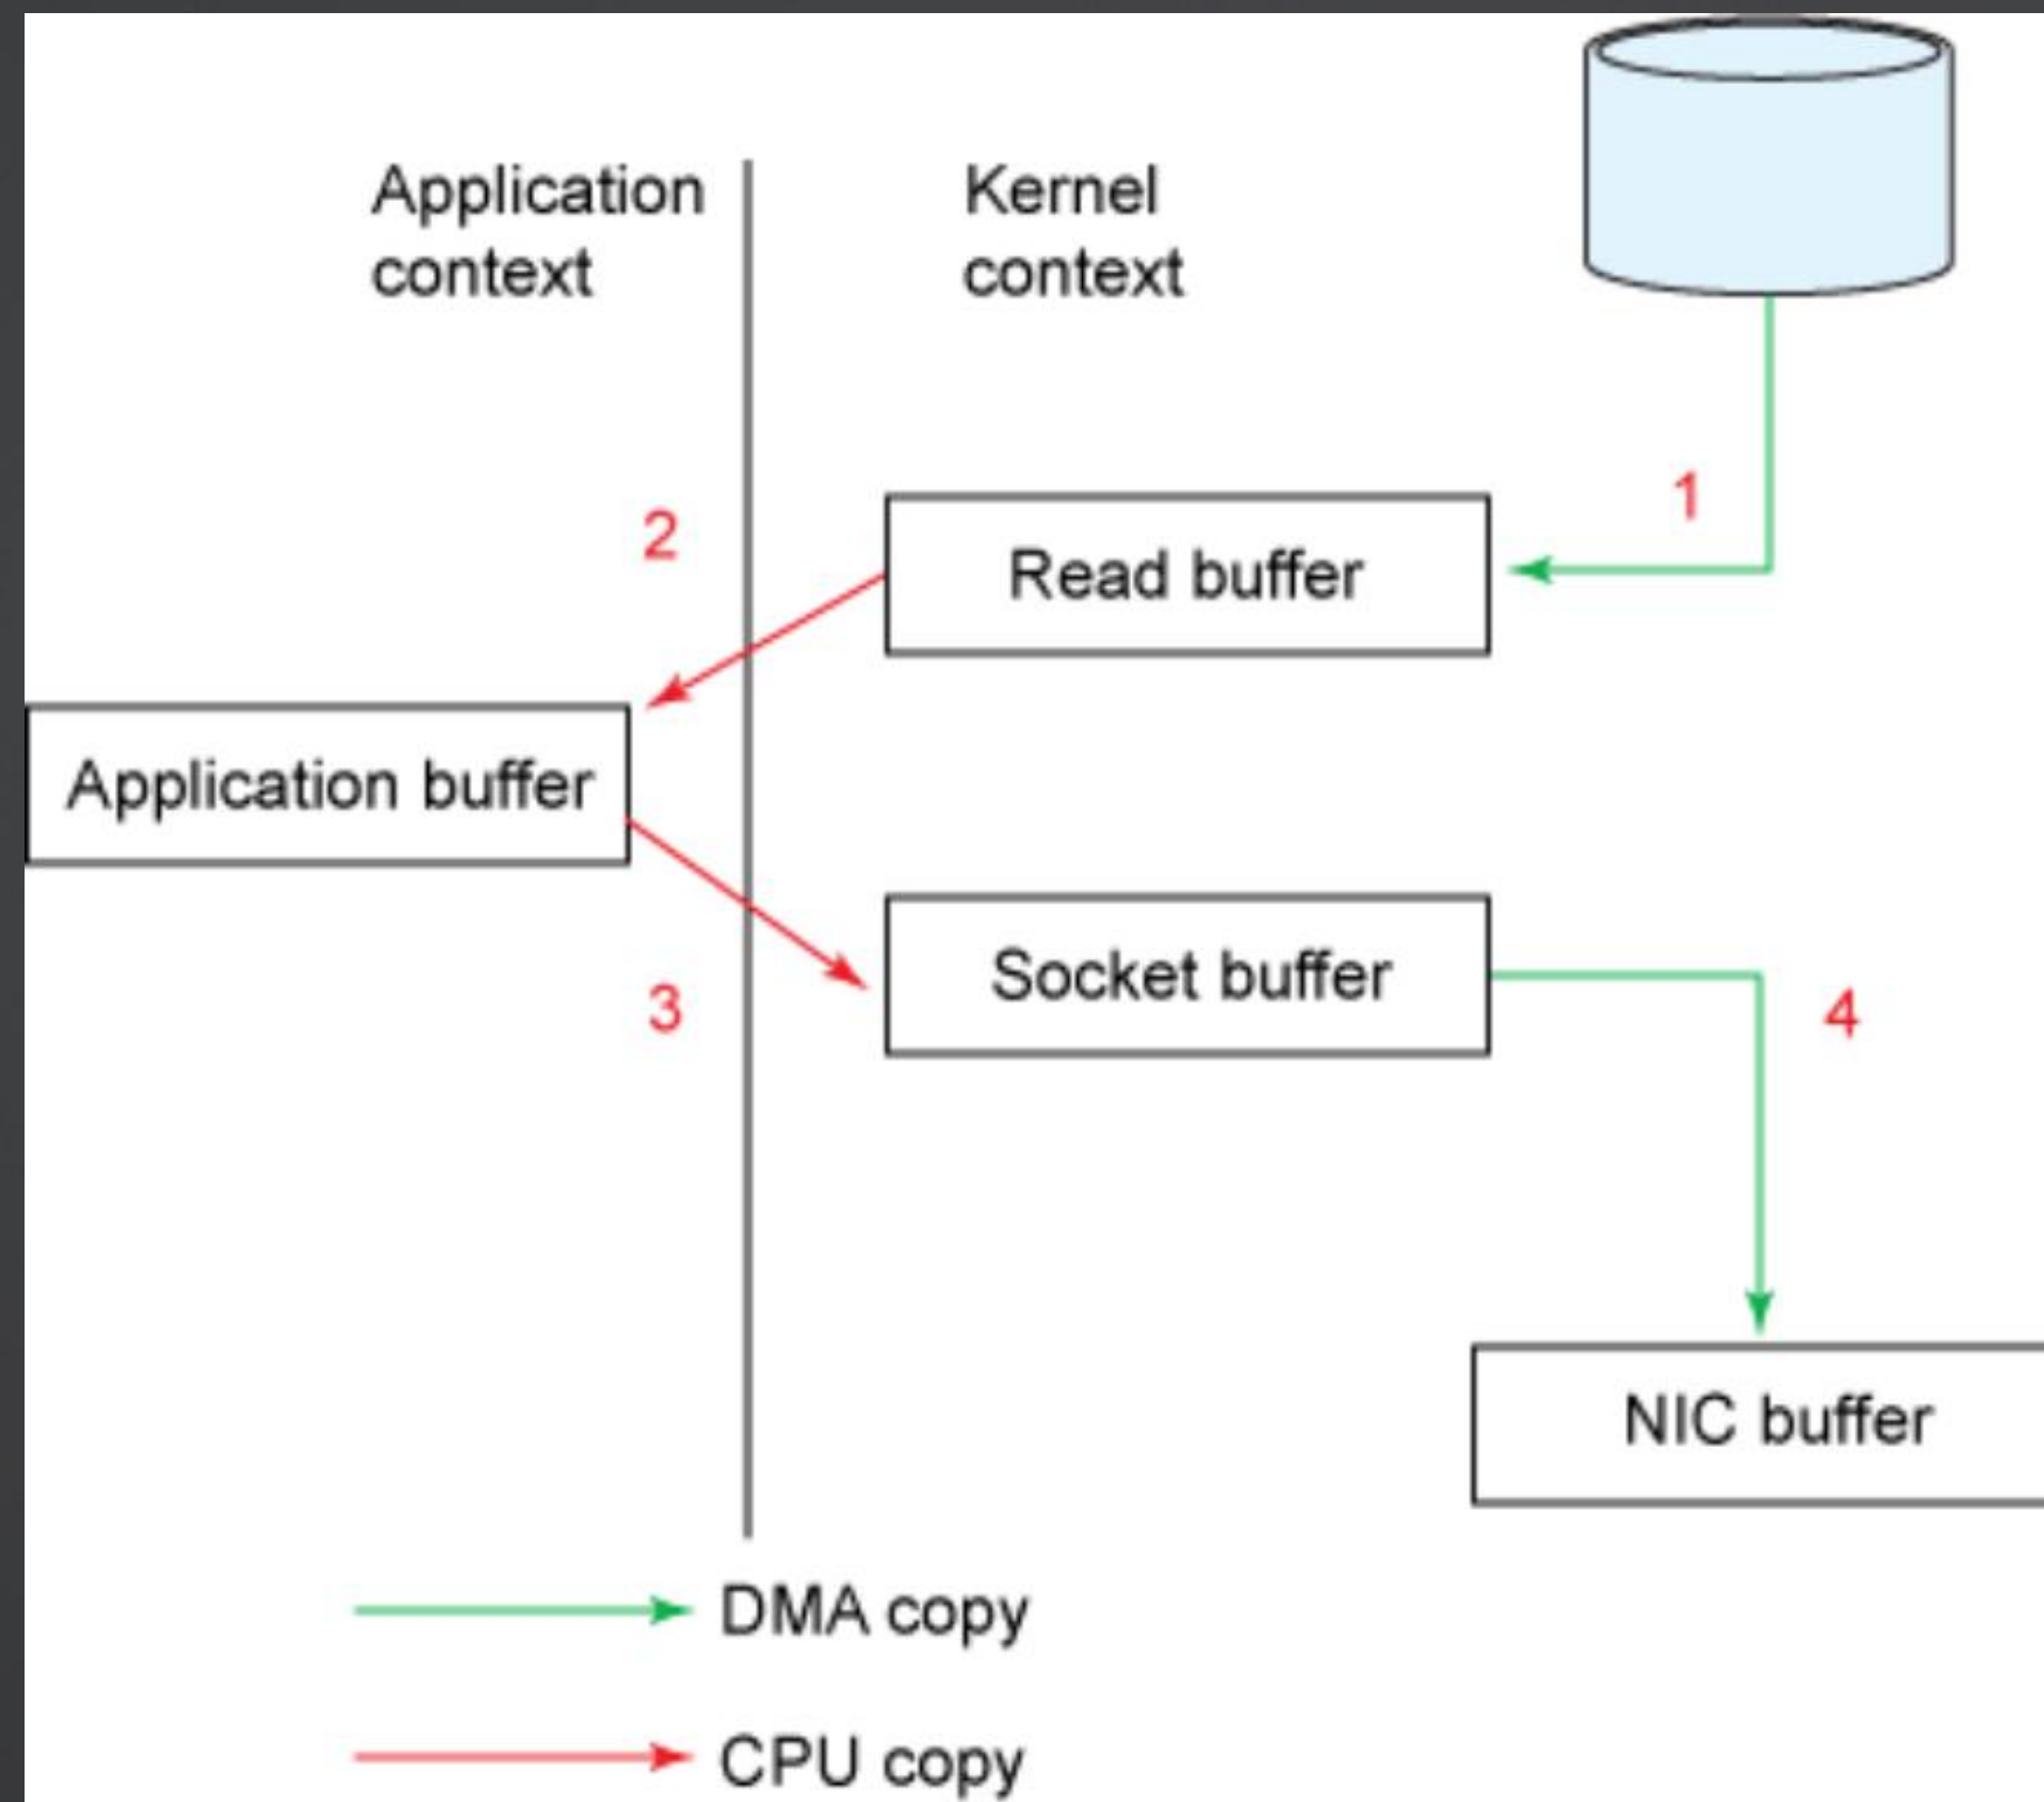 Application
context
Kernel
context
1
2
Read buffer
Application buffer
Socket buffer
3
4
NIC buffer
DMA copy
CPU copy